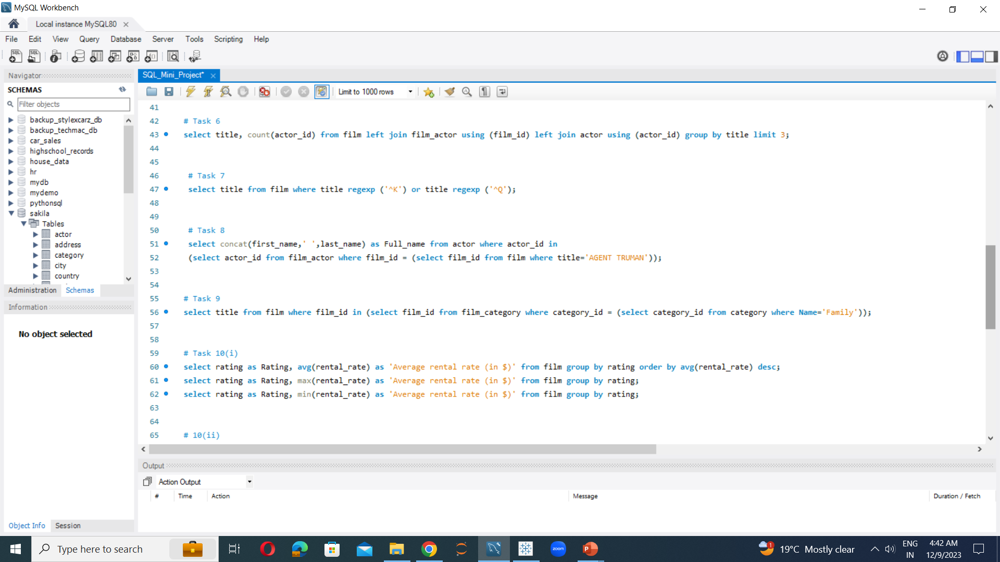 MySQL Workbench
Local instance MySQL80
File Edit View Query Database Server Tools Scripting Help
Navigator
SQL_Mini_Project*
SCHEMAS
Limit to 1000 rows
Filter objects
backup_stylexcarz_db
backup_techmac_db
car_sales
highschool_records
house_data
hr
mydb
mydemo
pythonsql
sakila
Tables
actor
address
category
city
country
Administration Schemas
Information
No object selected
Object Info Session
41
42 # Task 6
43 select title, count(actor_id) from film left join film_actor using (film_id) left join actor using (actor_id) group by title limit 3;
44
45
46 # Task 7
47 select title from film where title regexp ('^K') or title regexp ('^Q');
48
49
50 # Task 8
51 select concat(first_name,' ',last_name) as Full_name from actor where actor_id in
52 (select actor_id from film_actor where film_id = (select film_id from film where title='AGENT TRUMAN'));
53
54
55 # Task 9
56 select title from film where film_id in (select film_id from film_category where category_id = (select category_id from category where Name='Family'));
57
58
59 # Task 10(i)
60 select rating as Rating, avg(rental_rate) as 'Average rental rate (in $)' from film group by rating order by avg(rental_rate) desc;
61 select rating as Rating, max(rental_rate) as 'Average rental rate (in $)' from film group by rating;
62 select rating as Rating, min(rental_rate) as 'Average rental rate (in $)' from film group by rating;
63
64
65 # 10(ii)
Output
Action Output
# Time Action Message Duration / Fetch
Type here to search
zoom
1
19°C Mostly clear
ENG
IN
4:42 AM
12/9/2023